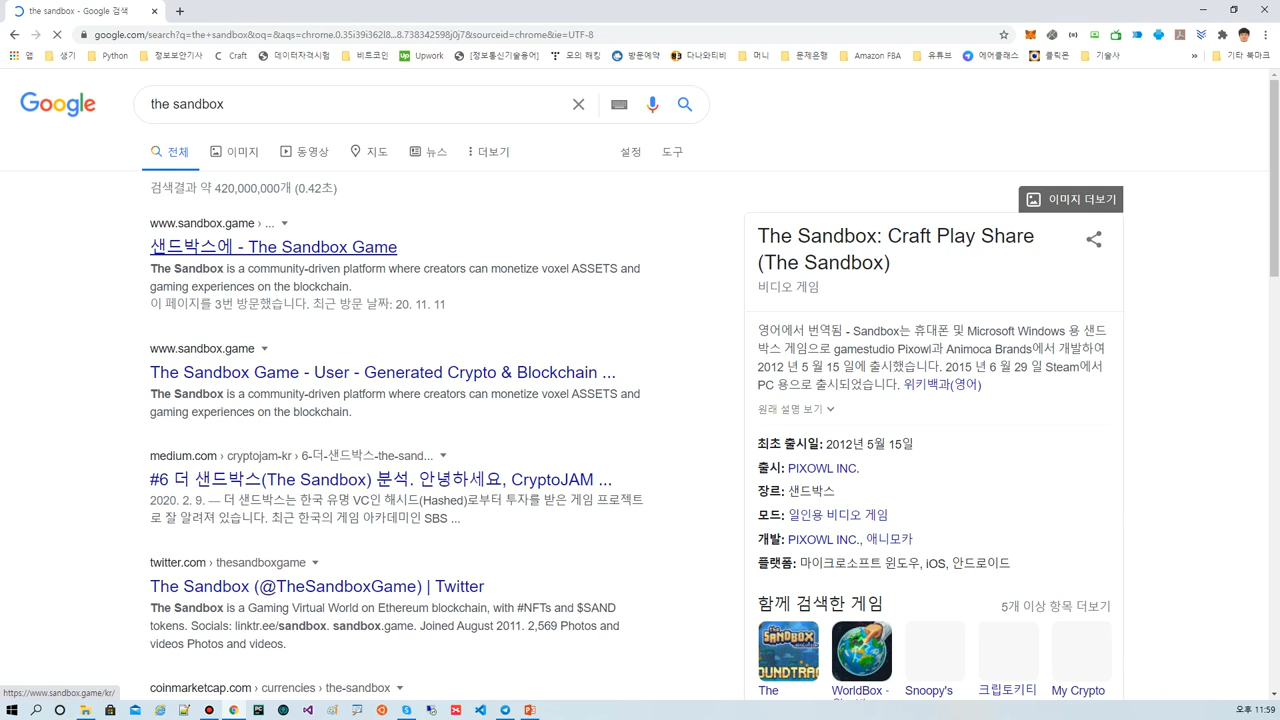 the sandbox - Google 검색
google.com/search?q=the+sandbox&oq=&aqs=chrome.0.35i39i362l8...8.738342598j0j7&sourceid=chrome&ie=UTF-8
앱 생기 Python 정보보안기사 Craft 데이터자격시험 비트코인 Upwork [정보통신기술용어] 모의 해킹 방문예약 다나와티비 머니 문제은행 Amazon FBA 유튜브 에어클래스 클릭몬 기술사 » 기타 북마크
Google
the sandbox
전체 이미지 동영상 지도 뉴스 더보기 설정 도구
검색결과 약 420,000,000개 (0.42초)
www.sandbox.game › ...
샌드박스에 - The Sandbox Game
The Sandbox is a community-driven platform where creators can monetize voxel ASSETS and
gaming experiences on the blockchain.
이 페이지를 3번 방문했습니다. 최근 방문 날짜: 20. 11. 11
www.sandbox.game
The Sandbox Game - User - Generated Crypto & Blockchain ...
The Sandbox is a community-driven platform where creators can monetize voxel ASSETS and
gaming experiences on the blockchain.
medium.com › cryptojam-kr › 6-더-샌드박스-the-sand...
#6 더 샌드박스(The Sandbox) 분석. 안녕하세요, CryptoJAM ...
2020. 2. 9. — 더 샌드박스는 한국 유명 VC인 해시드(Hashed)로부터 투자를 받은 게임 프로젝트
로 잘 알려져 있습니다. 최근 한국의 게임 아카데미인 SBS ...
twitter.com › thesandboxgame
The Sandbox (@TheSandboxGame) | Twitter
The Sandbox is a Gaming Virtual World on Ethereum blockchain, with #NFTs and $SAND
tokens. Socials: linktr.ee/sandbox. sandbox.game. Joined August 2011. 2,569 Photos and
videos Photos and videos.
coinmarketcap.com › currencies › the-sandbox
이미지 더보기
The Sandbox: Craft Play Share
(The Sandbox)
비디오 게임
영어에서 번역됨 - Sandbox는 휴대폰 및 Microsoft Windows 용 샌드
박스 게임으로 gamestudio Pixowl과 Animoca Brands에서 개발하여
2012 년 5 월 15 일에 출시했습니다. 2015 년 6 월 29 일 Steam에서
PC 용으로 출시되었습니다. 위키백과(영어)
원래 설명 보기
최초 출시일: 2012년 5월 15일
출시: PIXOWL INC.
장르: 샌드박스
모드: 일인용 비디오 게임
개발: PIXOWL INC., 애니모카
플랫폼: 마이크로소프트 윈도우, iOS, 안드로이드
함께 검색한 게임 5개 이상 항목 더보기
The WorldBox - Snoopy's 크립토키티 My Crypto
https://www.sandbox.game/kr/
오후 11:59